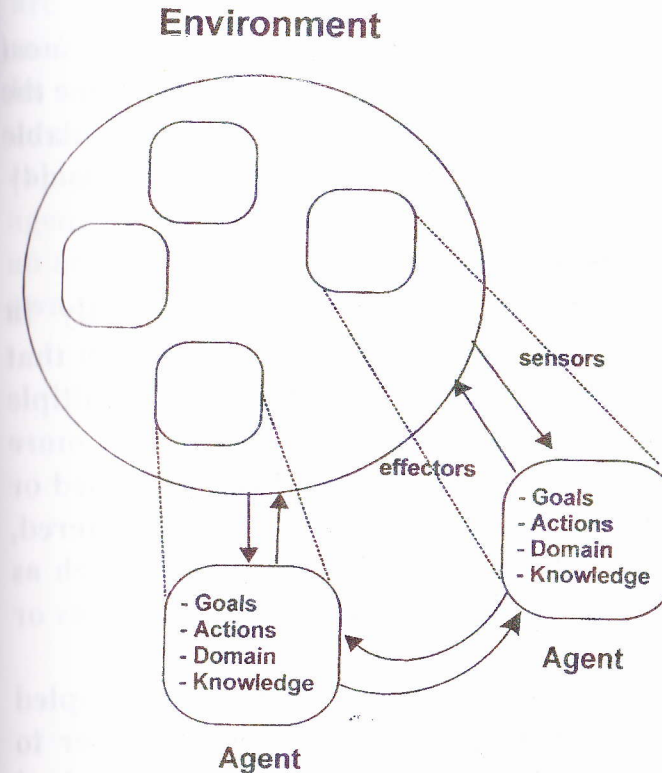 Environment
sensors
effectors
- Goals
- Actions
- Domain
- Knowledge
Agent
- Goals
- Actions
- Domain
- Knowledge
Agent